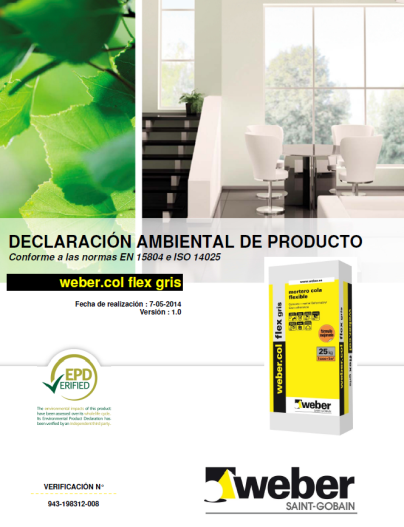 DECLARACIÓN AMBIENTAL DE PRODUCTO
Conforme a las normas EN 15804 e ISO 14025
weber.col flex gris
Fecha de realización : 7-05-2014
Versión : 1.0
mortero cola
flexible
weber.col flex gris
25 kg
EPD
VERIFIED
The environmental impacts of this product
have been assessed over its whole life cycle.
Its Environmental Product Declaration has
been verified by an independent third party.
weber
VERIFICACIÓN N°
943-198312-008
weber
SAINT-GOBAIN